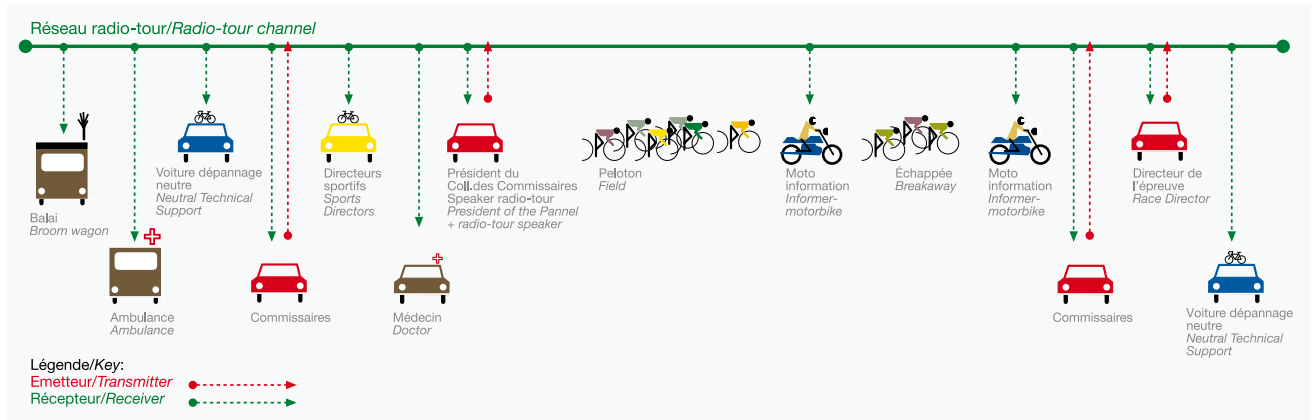 Réseau radio-tour/Radio-tour channel
Balai
Broom wagon
Ambulance
Ambulance
Voiture dépannage
neutre
Neutral Technical
Support
Commissaires
Directeurs
sportifs
Sports
Directors
Médecin
Doctor
Président du
Coll.des Commissaires
Speaker radio-tour
President of the Pannel
+ radio-tour speaker
Peloton
Field
Moto
information
Informer-
motorbike
Échappée
Breakaway
Moto
information
Informer-
motorbike
Commissaires
Directeur de
l'épreuve
Race Director
Voiture dépannage
neutre
Neutral Technical
Support
Légende/Key:
Emetteur/Transmitter
Récepteur/Receiver